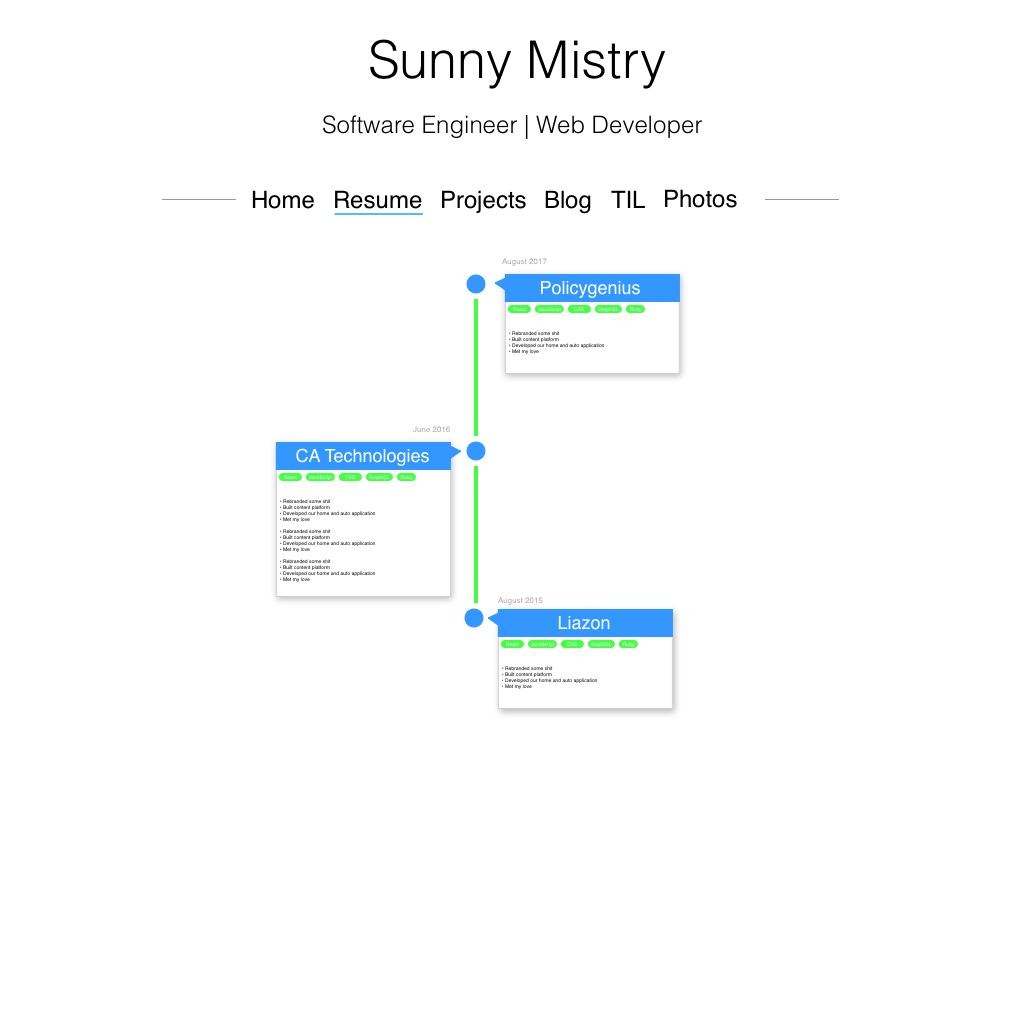 Sunny Mistry
Software Engineer | Web Developer
Home Resume Projects Blog TIL Photos
August 2017
Policygenius
React JavaScript CSS GraphQL Ruby
• Rebranded some shit
• Built content platform
• Developed our home and auto application
• Met my love
June 2016
CA Technologies
React JavaScript CSS GraphQL Ruby
• Rebranded some shit
• Built content platform
• Developed our home and auto application
• Met my love
• Rebranded some shit
• Built content platform
• Developed our home and auto application
• Met my love
• Rebranded some shit
• Built content platform
• Developed our home and auto application
• Met my love
August 2015
Liazon
React JavaScript CSS GraphQL Ruby
• Rebranded some shit
• Built content platform
• Developed our home and auto application
• Met my love